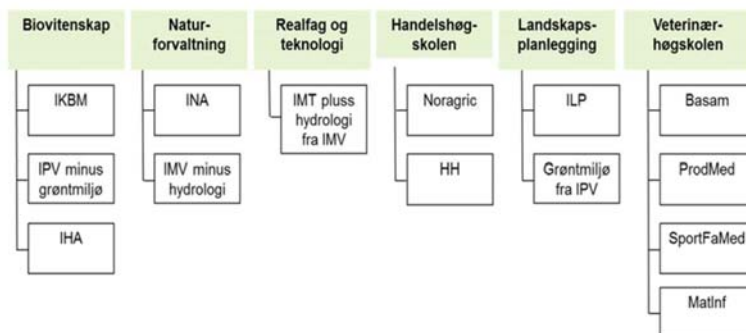 Biovitenskap
Natur-
forvaltning
Realfag og
teknologi
Handelshøg-
skolen
Landskaps-
planlegging
Veterinær-
høgskolen
IKBM
INA
IMT pluss
hydrologi
fra IMV
Noragric
ILP
Basam
IPV minus
grøntmiljø
IMV minus
hydrologi
HH
Grøntmiljø
fra IPV
ProdMed
IHA
SportFaMed
MatInf